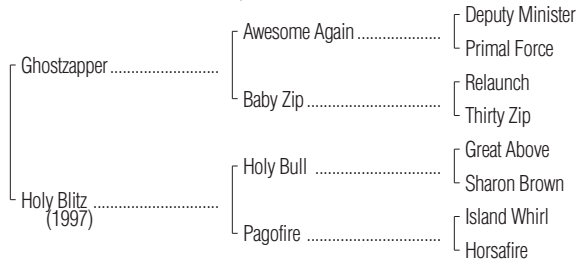 Deputy Minister
Awesome Again ..................
Primal Force
Ghostzapper ........................
Relaunch
Baby Zip .............................
Thirty Zip
Great Above
Holy Bull ...........................
Sharon Brown
Holy Blitz ...........................
(1997)
Island Whirl
Pagofire .............................
Horsafire